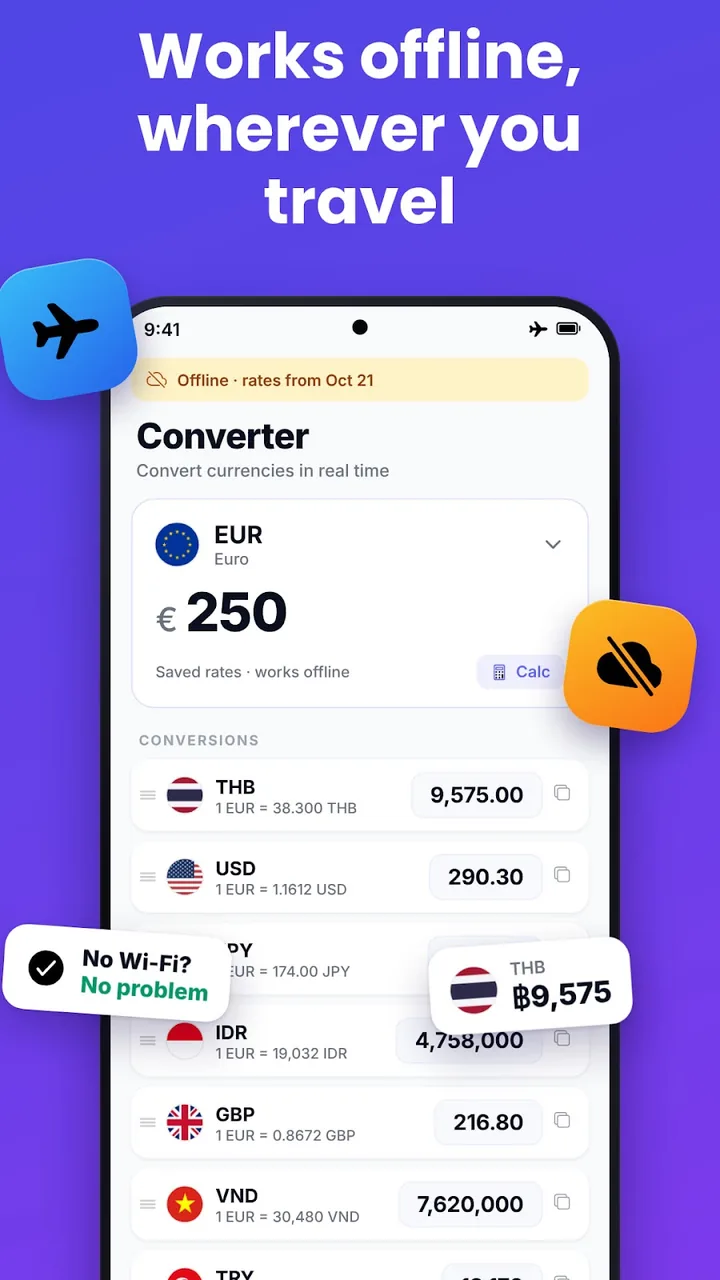 Works offline,
wherever you
travel
9:41
Offline · rates from Oct 21
Converter
Convert currencies in real time
EUR
Euro
€ 250
Saved rates · works offline
Calc
CONVERSIONS
THB
1 EUR = 38.300 THB
9,575.00
USD
1 EUR = 1.1612 USD
290.30
PY
EUR = 174.00 JPY
No Wi-Fi?
No problem
THB
฿9,575
IDR
1 EUR = 19,032 IDR
4,758,000
GBP
1 EUR = 0.8672 GBP
216.80
VND
1 EUR = 30,480 VND
7,620,000
TRY